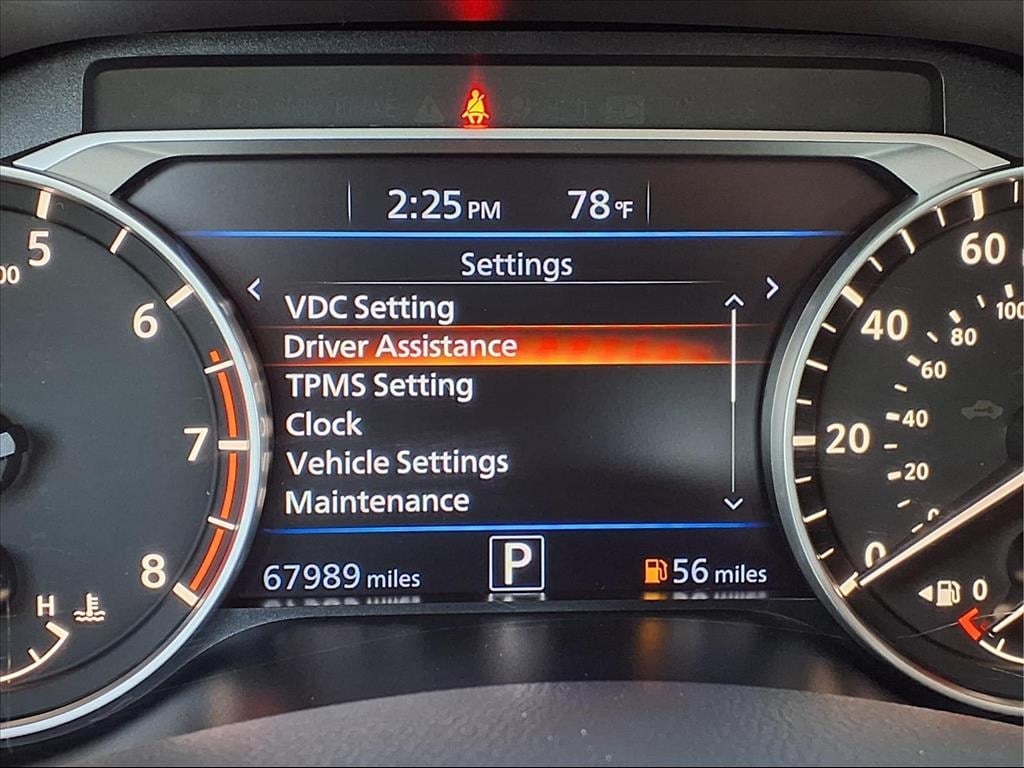 2:25 PM 78°F
Settings
VDC Setting
Driver Assistance
TPMS Setting
Clock
Vehicle Settings
Maintenance
67989 miles P 56 miles
5
6
7
8
H
60
40
20
0
100
80
60
40
20
0
0